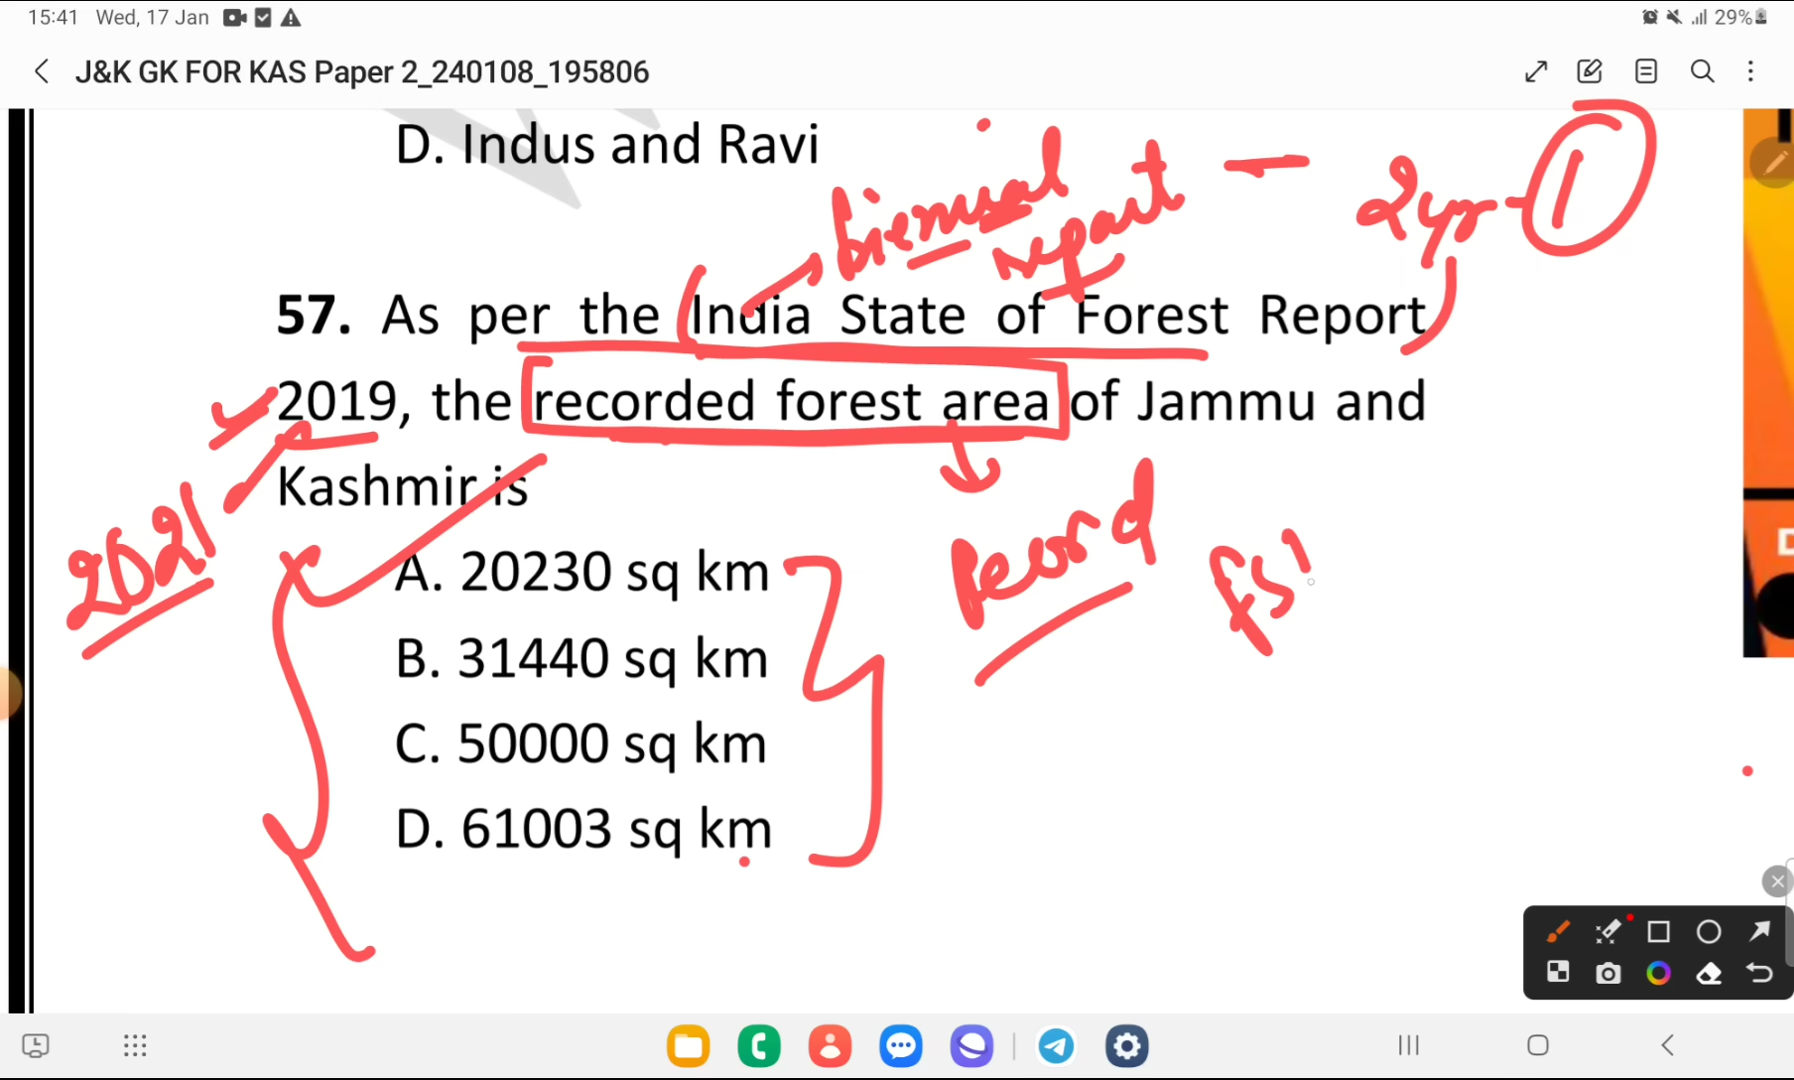 15:41 Wed, 17 Jan 29%
J&K GK FOR KAS Paper 2_240108_195806
D. Indus and Ravi
biennual
report — 2yr - 1
57. As per the India State of Forest Report
2019, the recorded forest area of Jammu and
Kashmir is
2021
Record
fsi
A. 20230 sq km
B. 31440 sq km
C. 50000 sq km
D. 61003 sq km